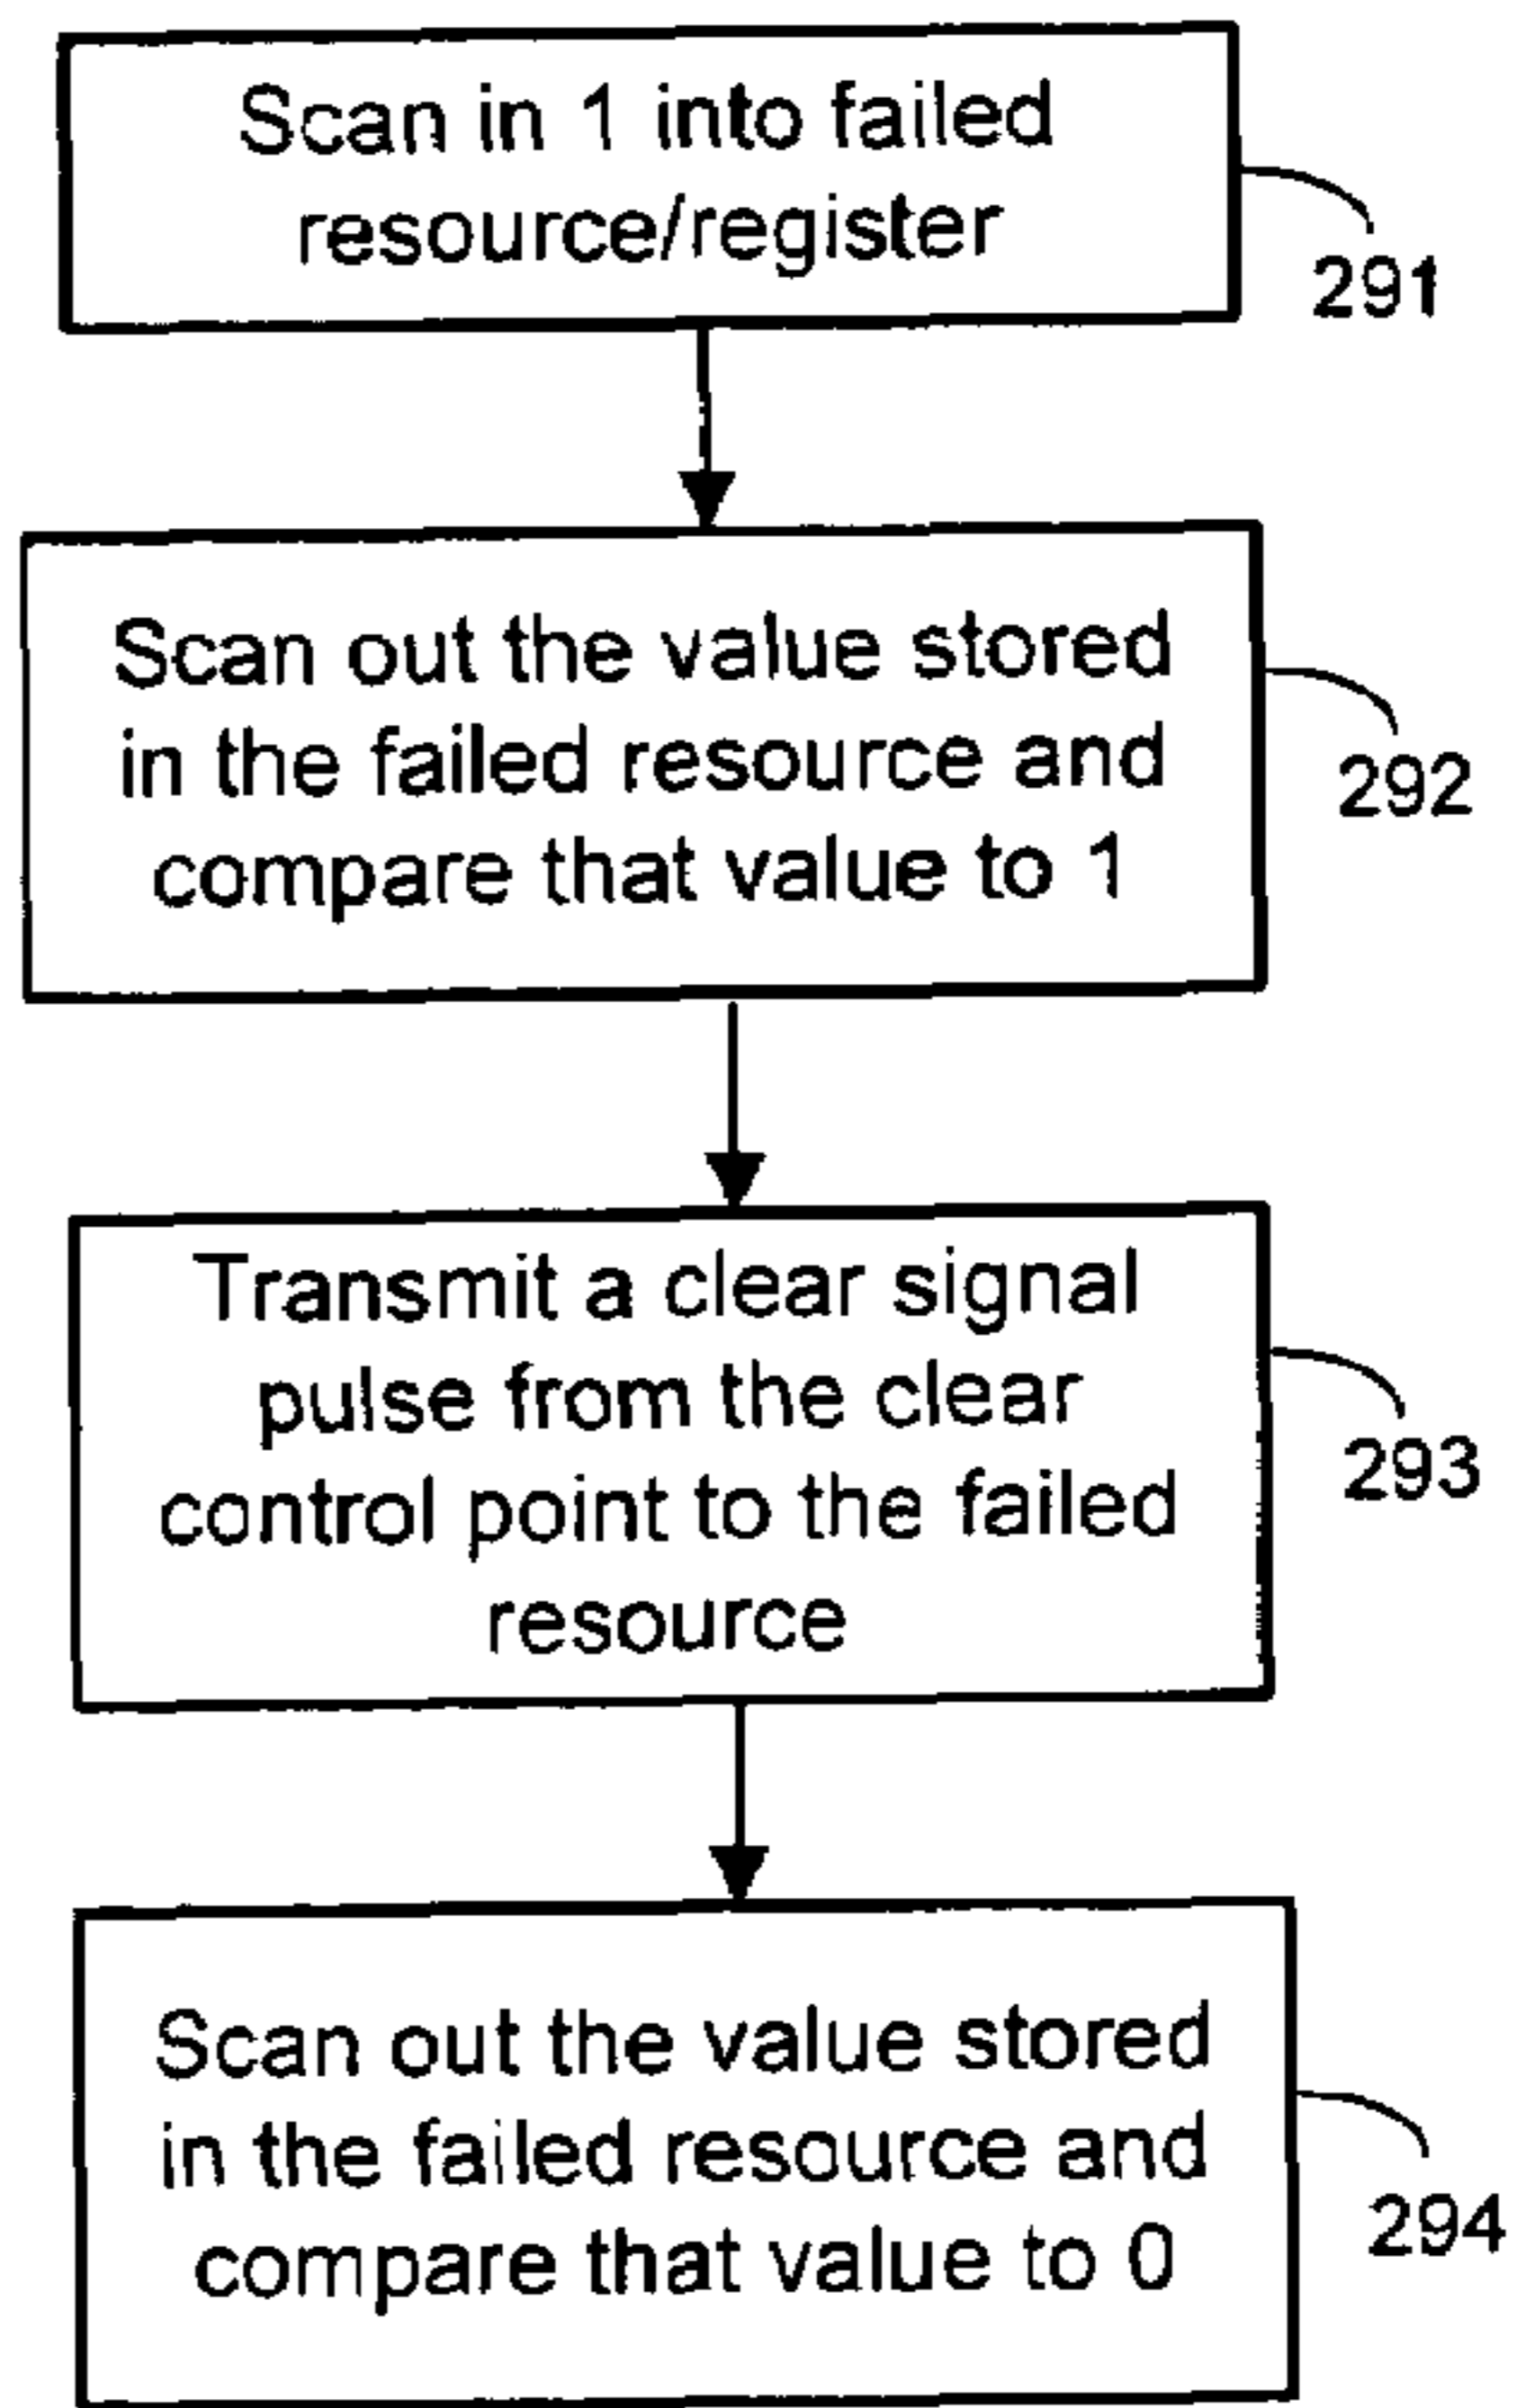 Scan in 1 into failed
resource/register
291
Scan out the value stored
in the failed resource and
compare that value to 1
292
Transmit a clear signal
pulse from the clear
control point to the failed
resource
293
Scan out the value stored
in the failed resource and
compare that value to 0
294